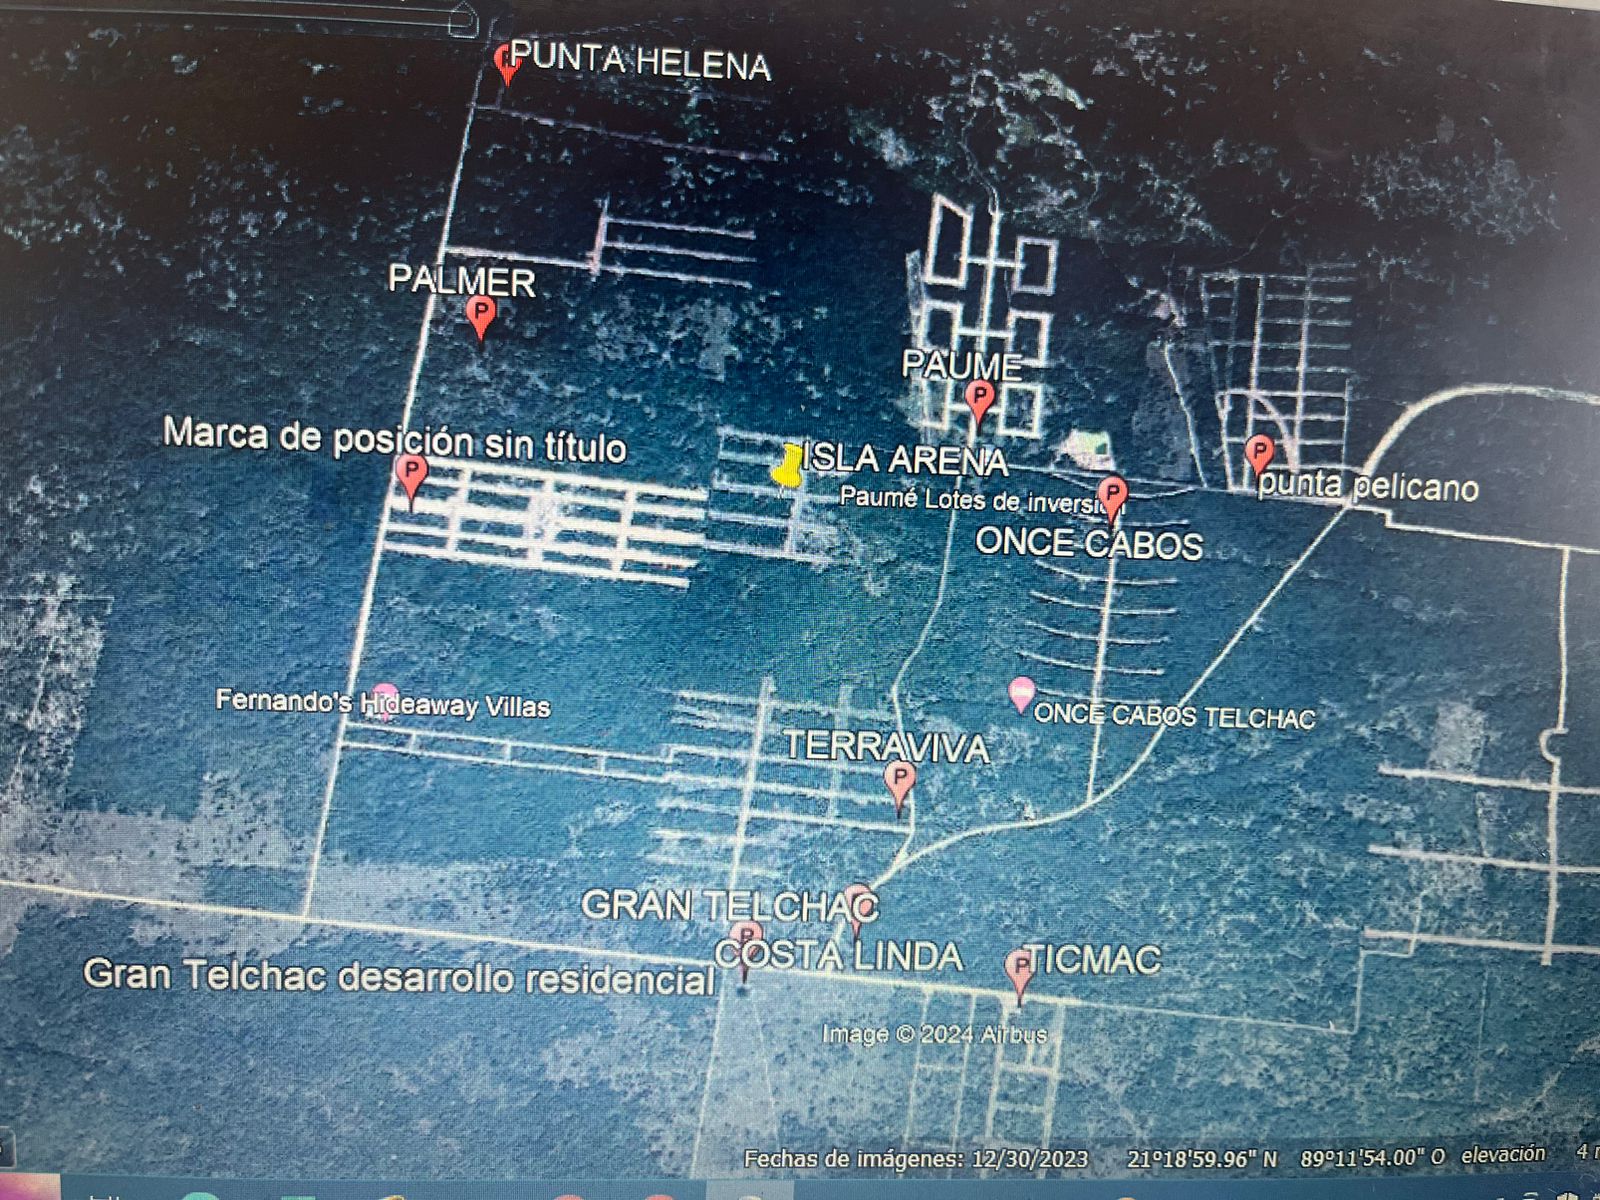 PUNTA HELENA
PALMER
PAUME
Marca de posición sin título
ISLA ARENA
Paumé Lotes de inversi
punta pelicano
ONCE CABOS
Fernando's Hideaway Villas
ONCE CABOS TELCHAC
TERRAVIVA
GRAN TELCHAC
COSTA LINDA
TICMAC
Gran Telchac desarrollo residencial
Image © 2024 Airbus
Fechas de imágenes: 12/30/2023 21°18'59.96" N 89°11'54.00" O elevación 4